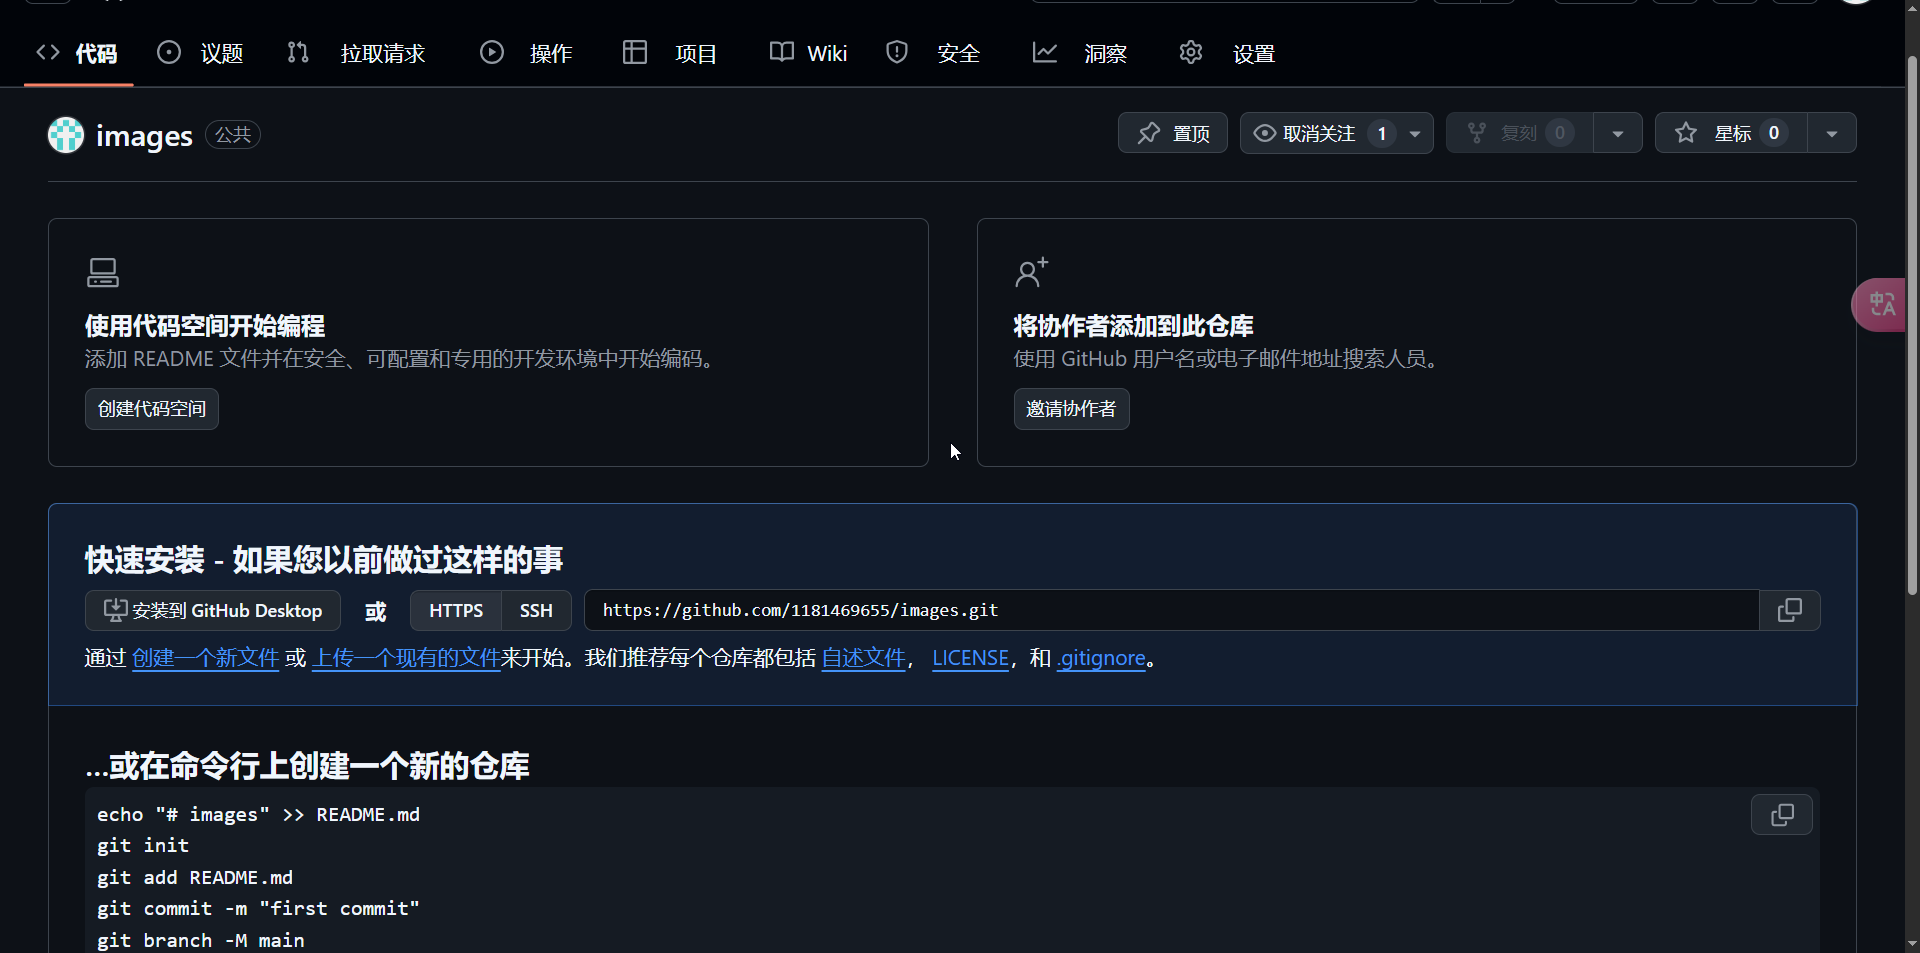 代码 议题 拉取请求 操作 项目 Wiki 安全 洞察 设置
images 公共 置顶 取消关注 1 复刻 0 星标 0
使用代码空间开始编程
添加 README 文件并在安全、可配置和专用的开发环境中开始编码。
创建代码空间
将协作者添加到此仓库
使用 GitHub 用户名或电子邮件地址搜索人员。
邀请协作者
中A
快速安装 - 如果您以前做过这样的事
安装到 GitHub Desktop 或 HTTPS SSH https://github.com/1181469655/images.git
通过 创建一个新文件 或 上传一个现有的文件来开始。我们推荐每个仓库都包括 自述文件， LICENSE，和 .gitignore。
...或在命令行上创建一个新的仓库
echo "# images" >> README.md
git init
git add README.md
git commit -m "first commit"
git branch -M main